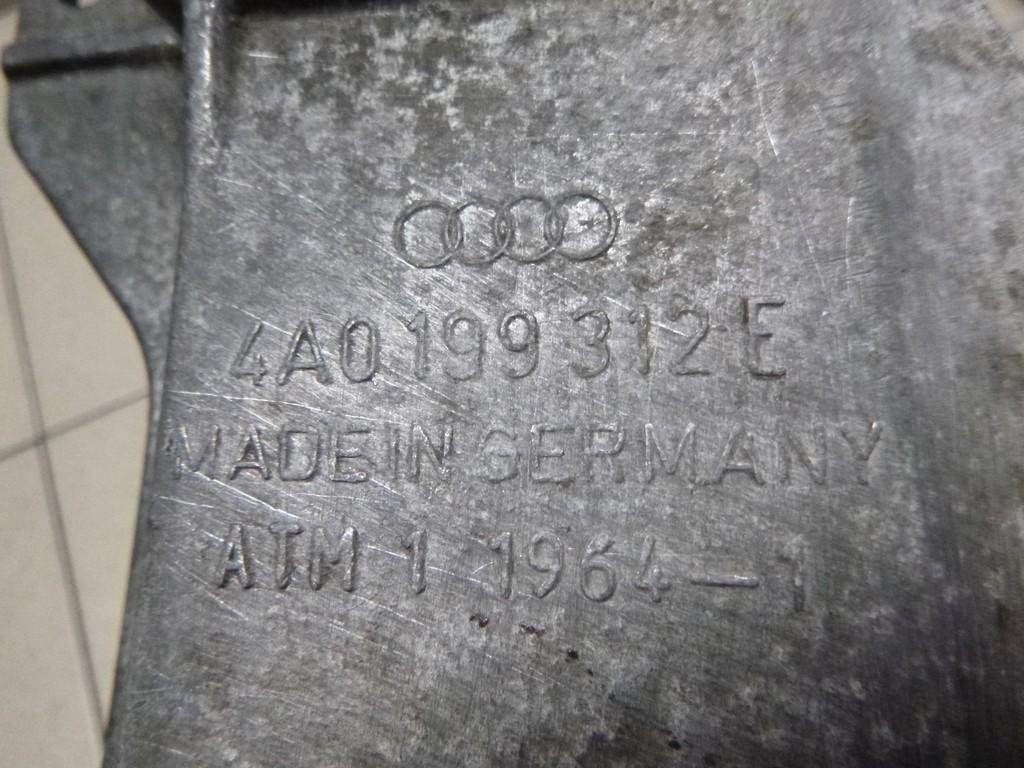 4A0 199 312 E
MADE IN GERMANY
ATM 1 1964-1